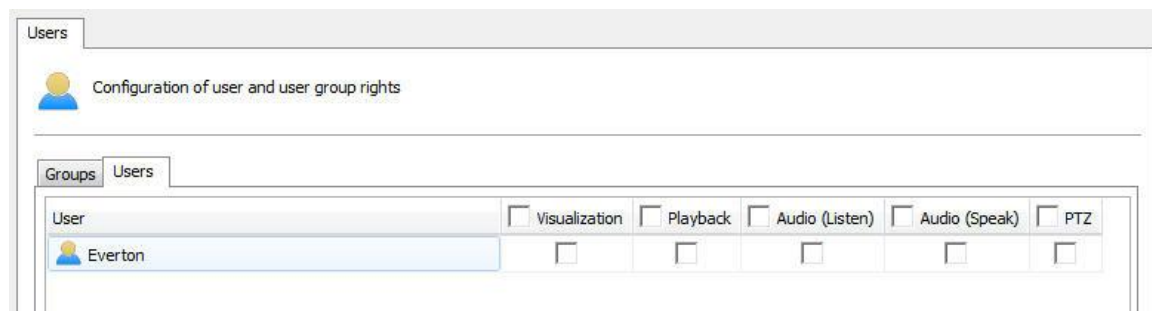 Users
Configuration of user and user group rights
Groups Users
User Visualization Playback Audio (Listen) Audio (Speak) PTZ
Everton